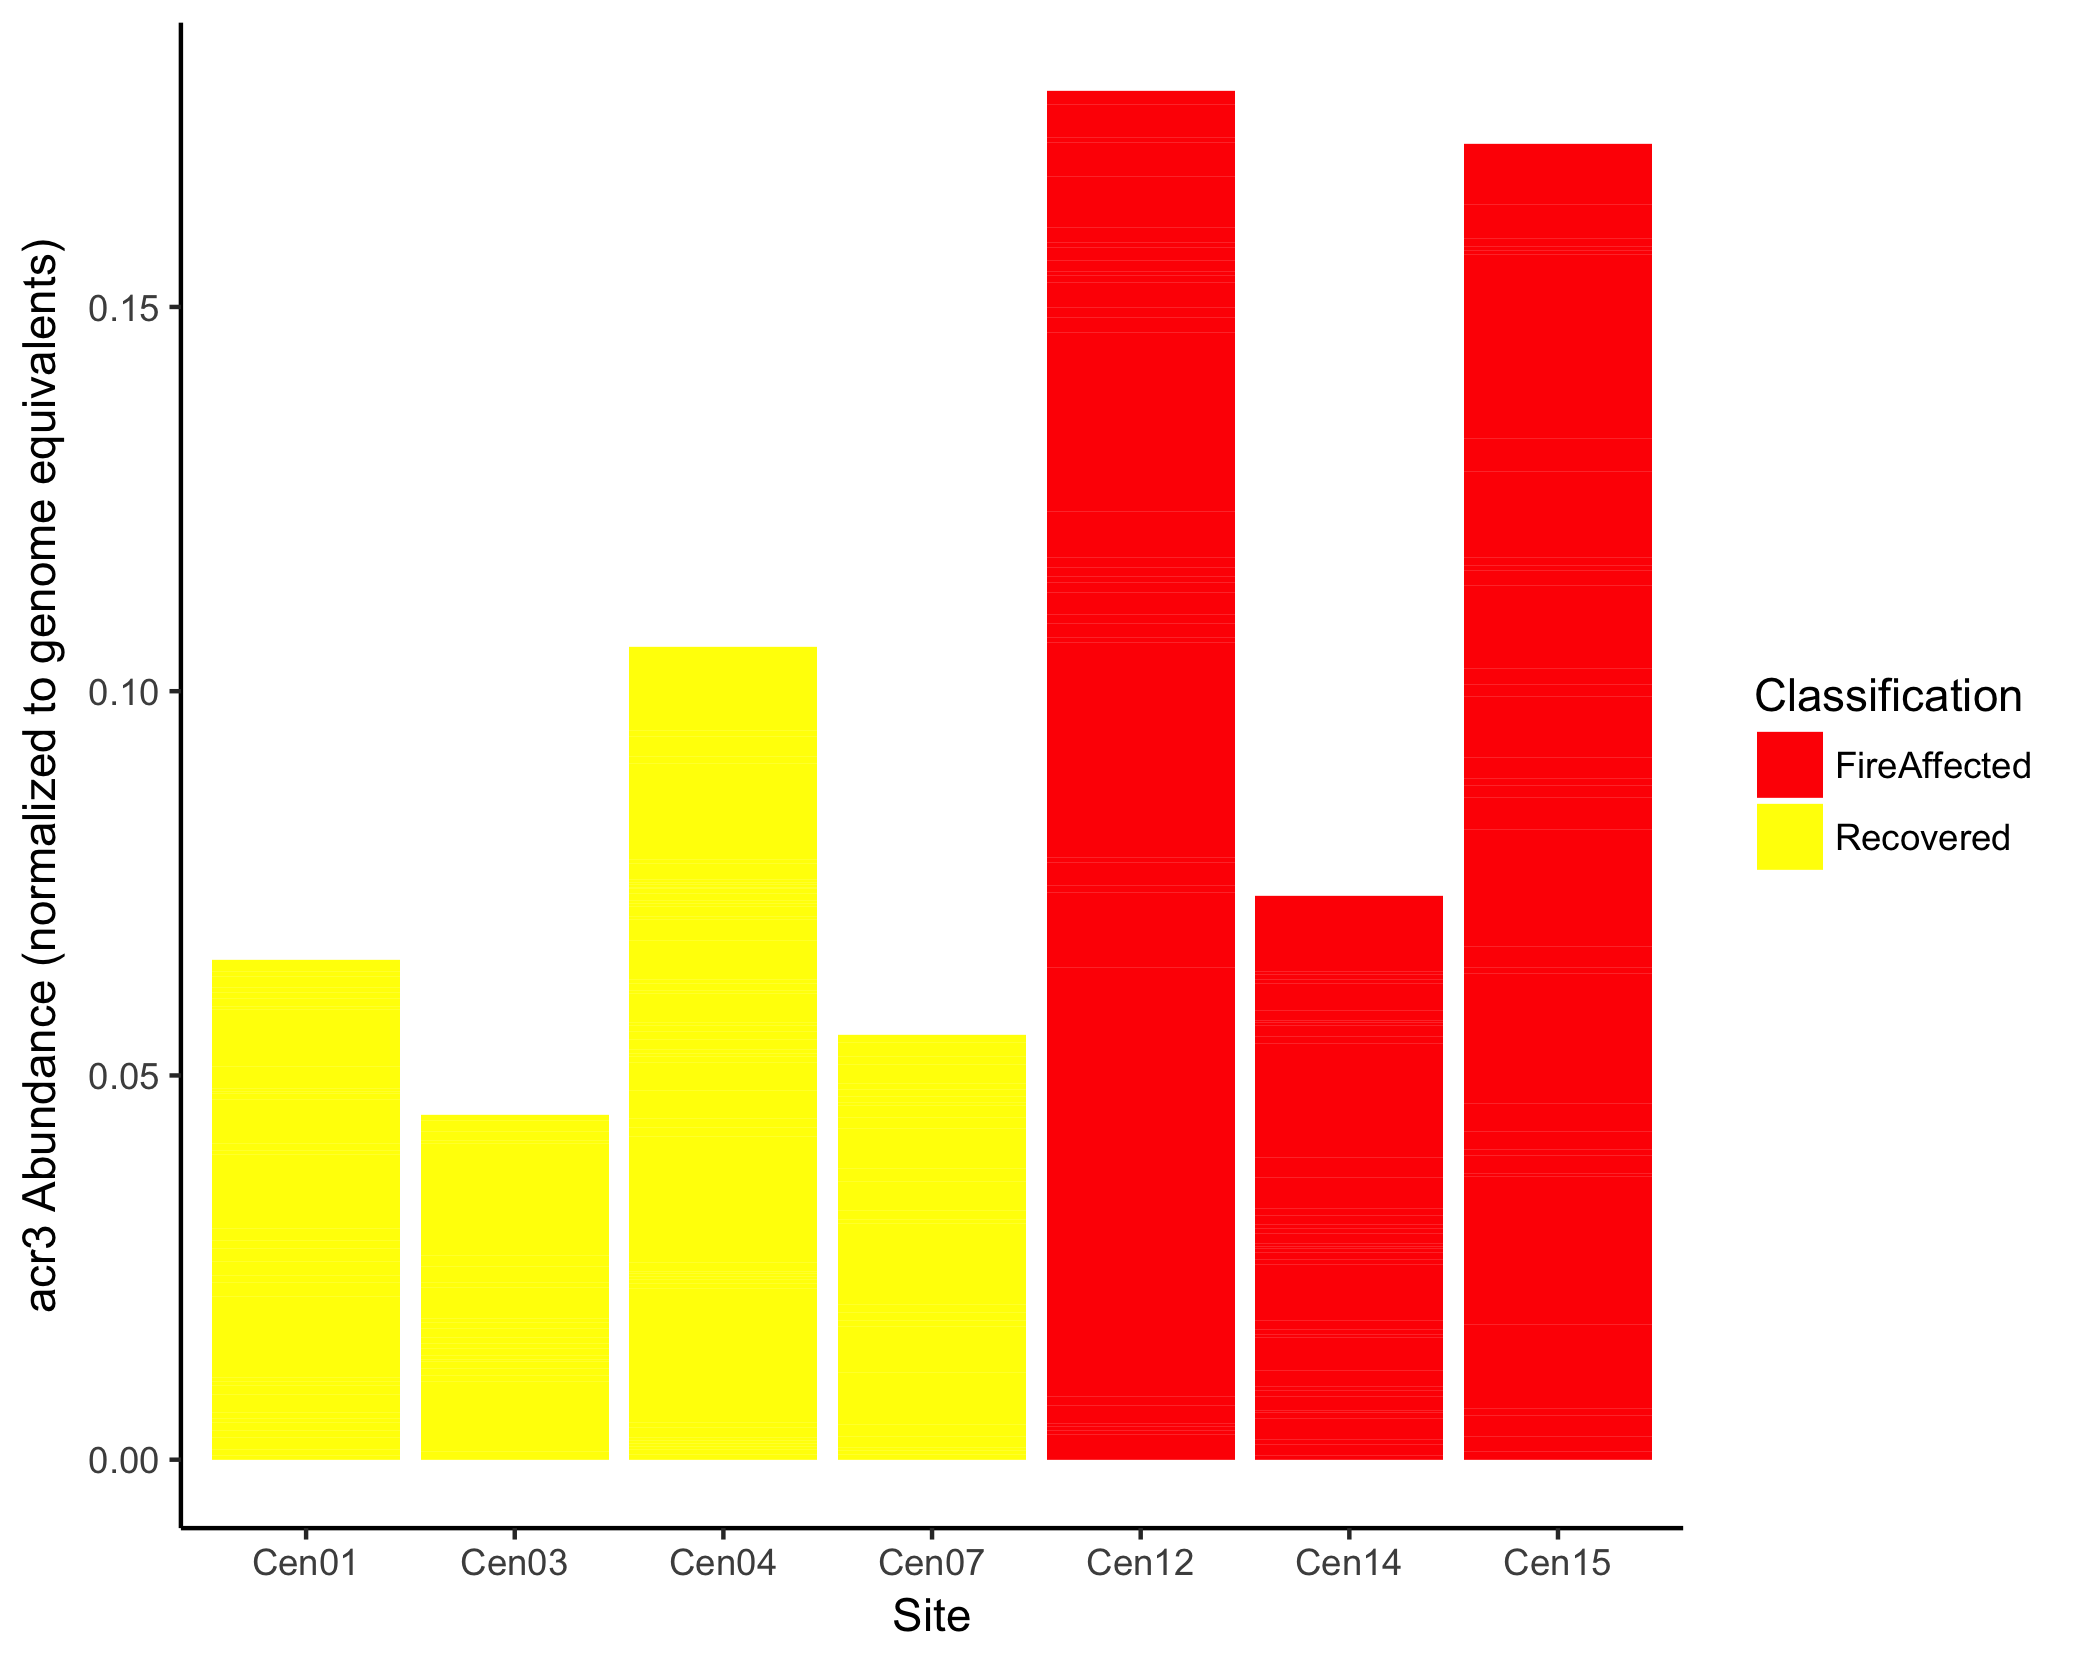 acr3 Abundance (normalized to genome equivalents)
0.15
0.10
0.05
0.00
Cen01 Cen03 Cen04 Cen07 Cen12 Cen14 Cen15
Site
Classification
FireAffected
Recovered